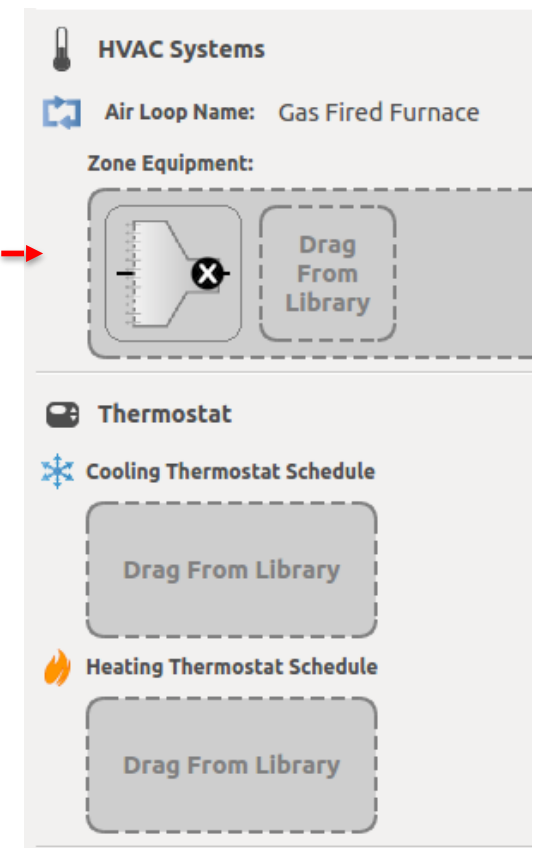 HVAC Systems
Air Loop Name: Gas Fired Furnace
Zone Equipment:
Drag
From
Library
Thermostat
Cooling Thermostat Schedule
Drag From Library
Heating Thermostat Schedule
Drag From Library